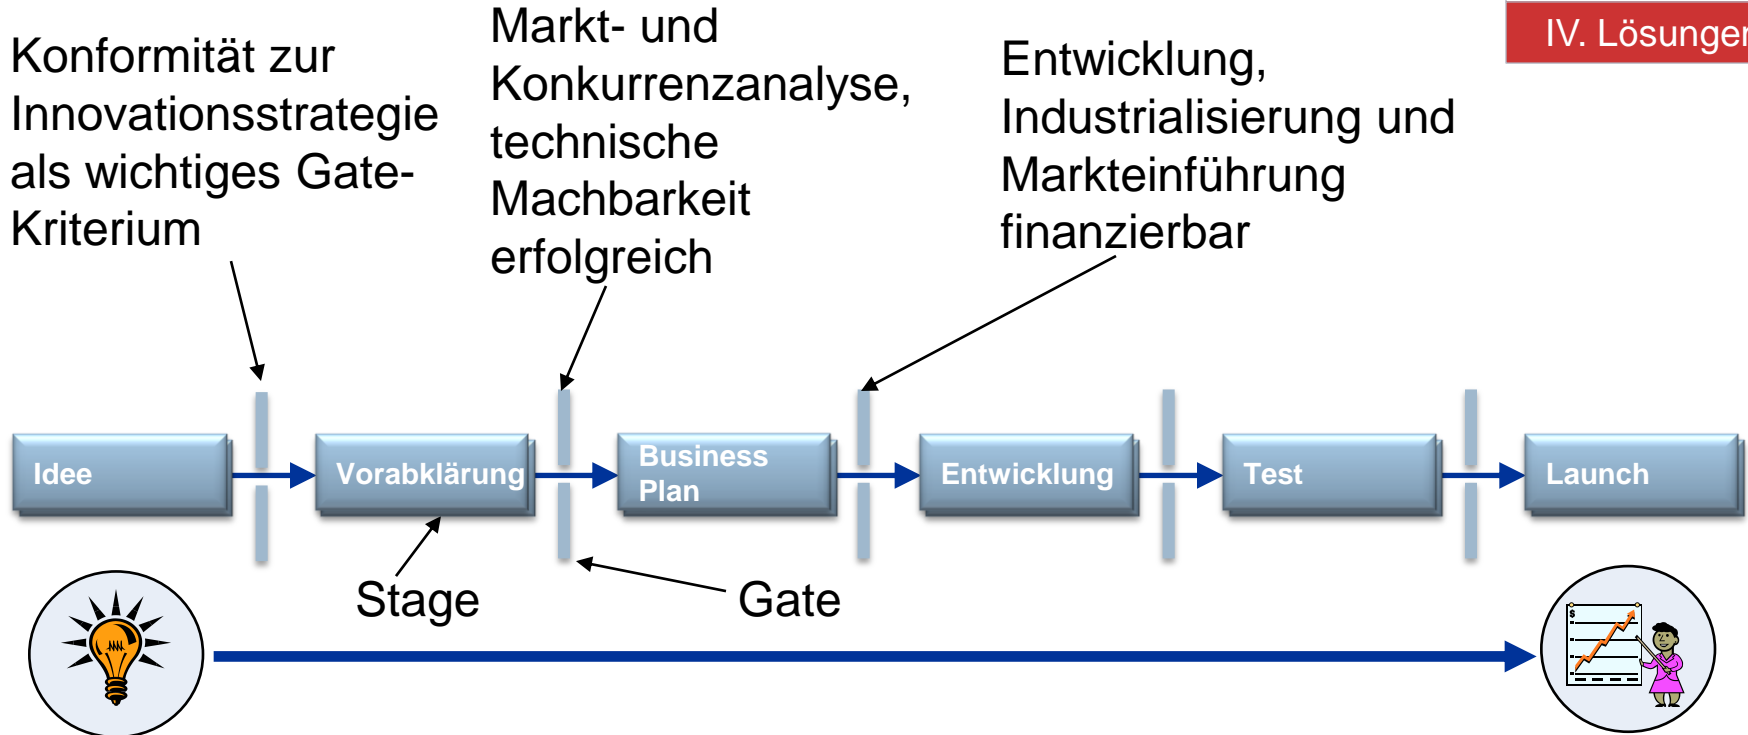 IV. Lösungen
Konformität zur
Innovationsstrategie
als wichtiges Gate-
Kriterium
Markt- und
Konkurrenzanalyse,
technische
Machbarkeit
erfolgreich
Entwicklung,
Industrialisierung und
Markteinführung
finanzierbar
Idee
Vorabklärung
Business
Plan
Entwicklung
Test
Launch
Stage
Gate
$